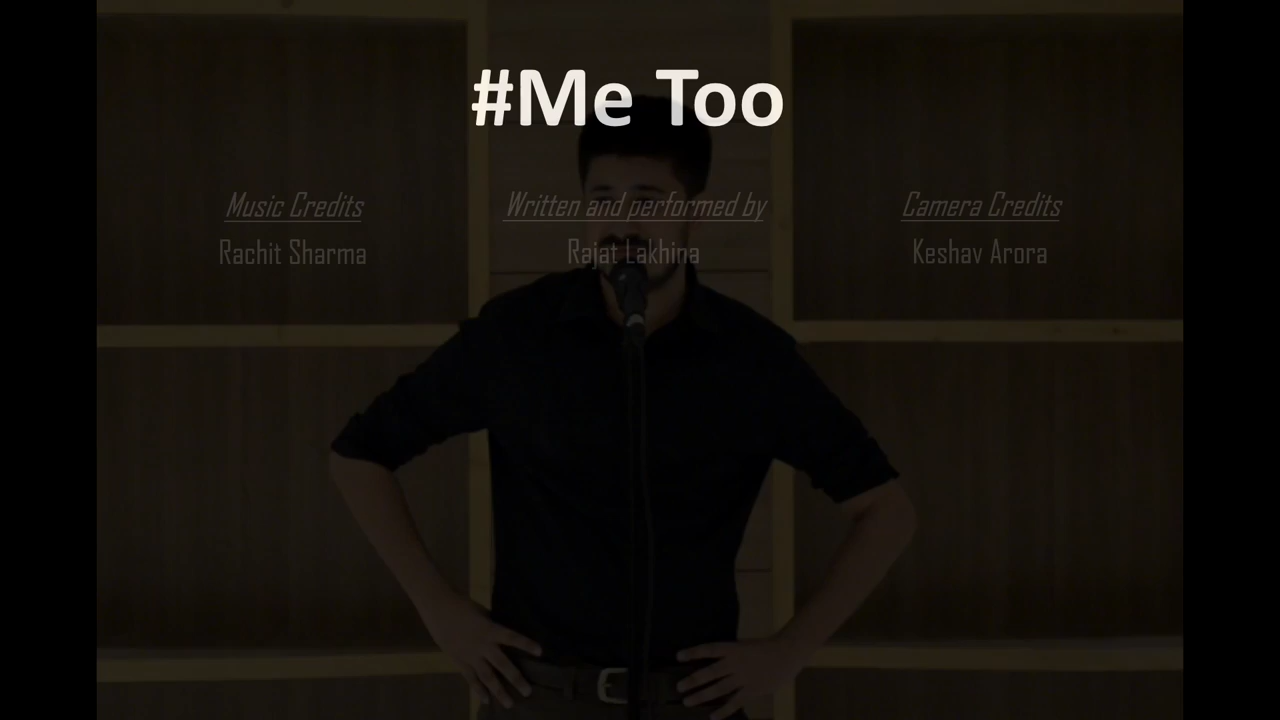 #Me Too
Music Credits
Rachit Sharma
Written and performed by
Rajat Lakhina
Camera Credits
Keshav Arora